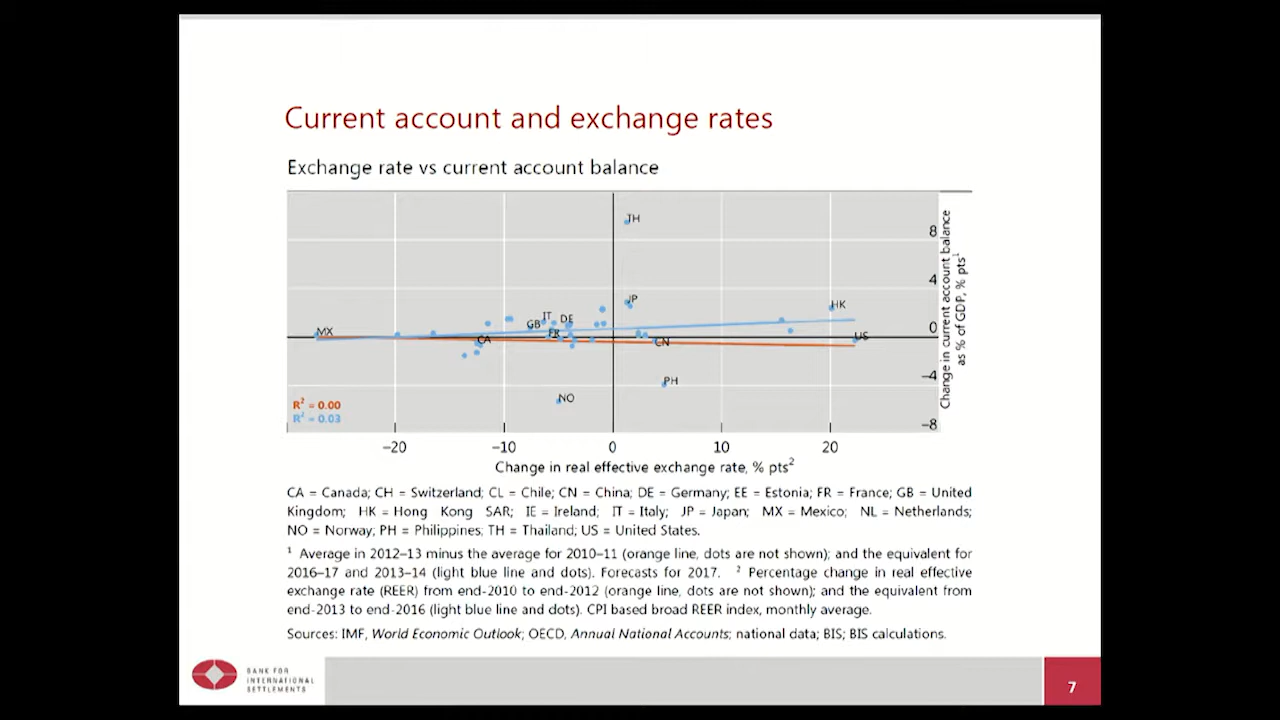 Current account and exchange rates
Exchange rate vs current account balance
TH
JP
HK
IT
DE
GB
FR
MX
CA
CN
US
PH
NO
8
4
0
–4
–8
Change in current account balance
as % of GDP, % pts¹
R² = 0.00
R² = 0.03
–20 –10 0 10 20
Change in real effective exchange rate, % pts²
CA = Canada; CH = Switzerland; CL = Chile; CN = China; DE = Germany; EE = Estonia; FR = France; GB = United
Kingdom; HK = Hong Kong SAR; IE = Ireland; IT = Italy; JP = Japan; MX = Mexico; NL = Netherlands;
NO = Norway; PH = Philippines; TH = Thailand; US = United States.
¹ Average in 2012–13 minus the average for 2010–11 (orange line, dots are not shown); and the equivalent for
2016–17 and 2013–14 (light blue line and dots). Forecasts for 2017. ² Percentage change in real effective
exchange rate (REER) from end-2010 to end-2012 (orange line, dots are not shown); and the equivalent from
end-2013 to end-2016 (light blue line and dots). CPI based broad REER index, monthly average.
Sources: IMF, World Economic Outlook; OECD, Annual National Accounts; national data; BIS; BIS calculations.
BANK FOR
INTERNATIONAL
SETTLEMENTS
7